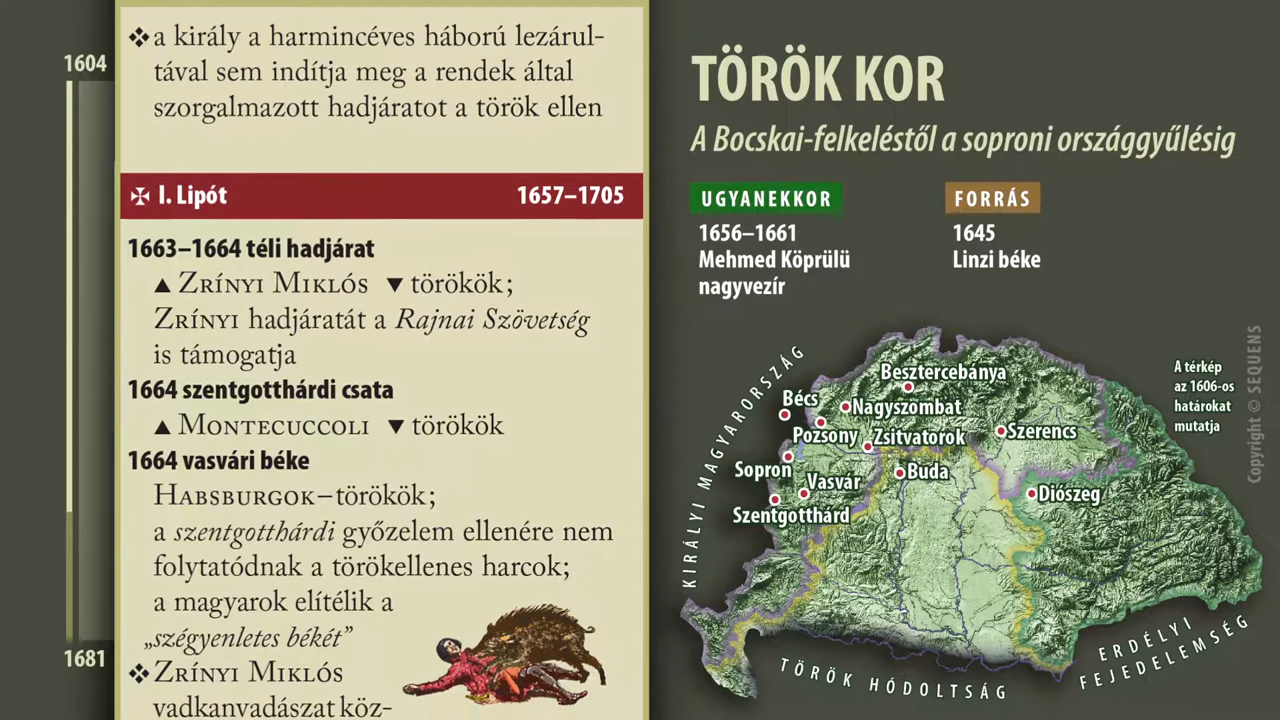 1604
1681
❖ a király a harmincéves háború lezárul-
tával sem indítja meg a rendek által
szorgalmazott hadjáratot a török ellen
✠ I. Lipót 1657–1705
1663–1664 téli hadjárat
▲ ZRÍNYI MIKLÓS ▼ törökök;
ZRÍNYI hadjáratát a Rajnai Szövetség
is támogatja
1664 szentgotthárdi csata
▲ MONTECUCCOLI ▼ törökök
1664 vasvári béke
HABSBURGOK–törökök;
a szentgotthárdi győzelem ellenére nem
folytatódnak a törökellenes harcok;
a magyarok elítélik a
„szégyenletes békét”
❖ ZRÍNYI MIKLÓS
vadkanvadászat köz-
TÖRÖK KOR
A Bocskai-felkeléstől a soproni országgyűlésig
UGYANEKKOR
1656–1661
Mehmed Köprülü
nagyvezír
FORRÁS
1645
Linzi béke
A térkép
az 1606-os
határokat
mutatja
KIRÁLYI MAGYARORSZÁG
Besztercebánya
Bécs
Nagyszombat
Pozsony
Zsitvatorok
Szerencs
Sopron
Buda
Vasvár
Diószeg
Szentgotthárd
TÖRÖK HÓDOLTSÁG
ERDÉLYI
FEJEDELEMSÉG
Copyright © SEQUENS